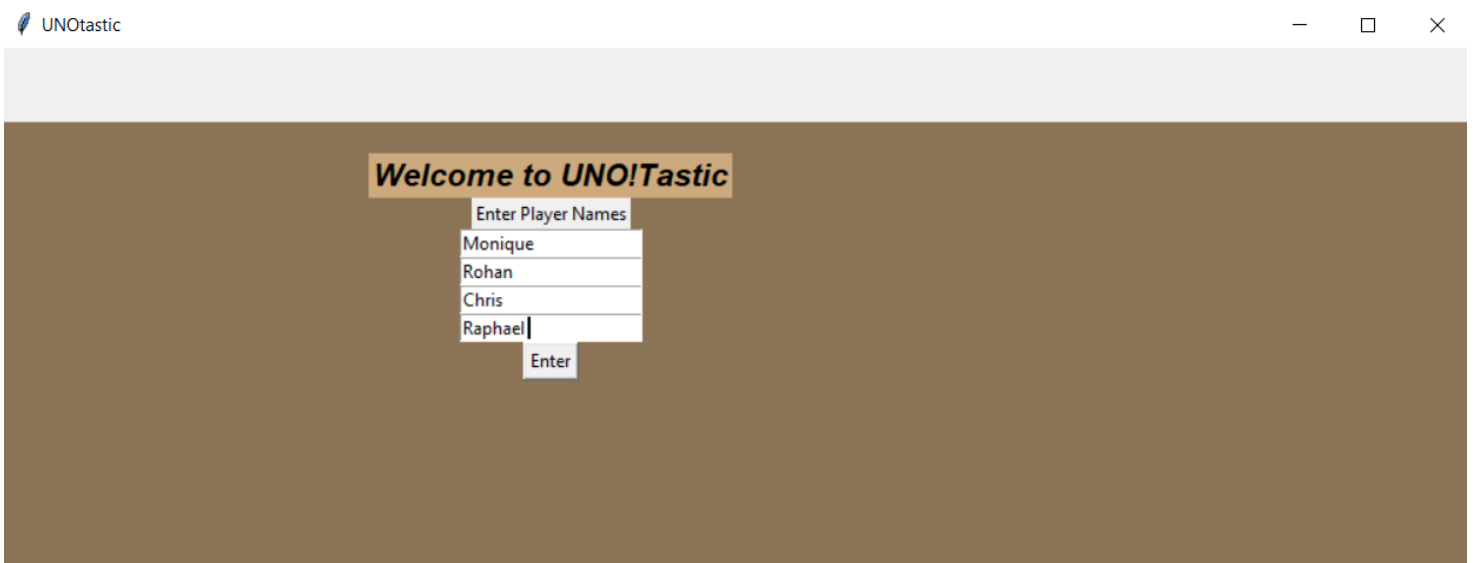 UNOtastic
Welcome to UNO!Tastic
Enter Player Names
Monique
Rohan
Chris
Raphael
Enter